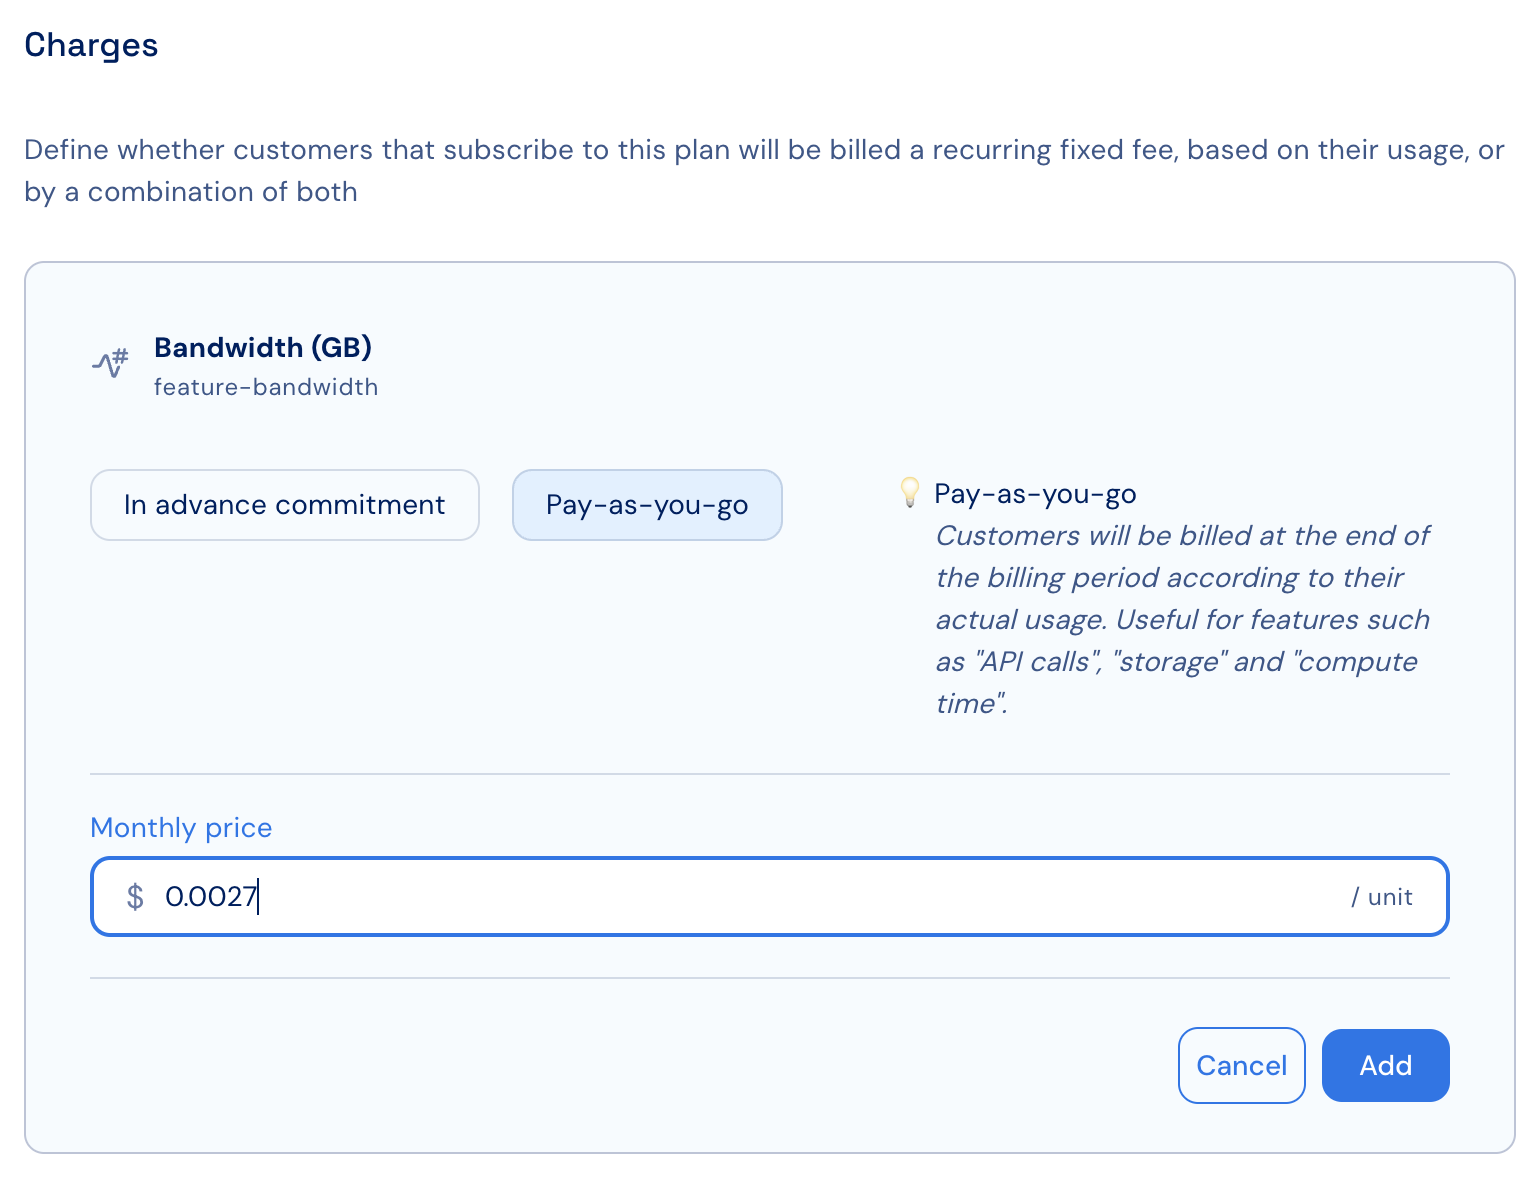 Charges
Define whether customers that subscribe to this plan will be billed a recurring fixed fee, based on their usage, or
by a combination of both
Bandwidth (GB)
feature-bandwidth
In advance commitment
Pay-as-you-go
Pay-as-you-go
Customers will be billed at the end of
the billing period according to their
actual usage. Useful for features such
as "API calls", "storage" and "compute
time".
Monthly price
$ 0.0027 / unit
Cancel
Add